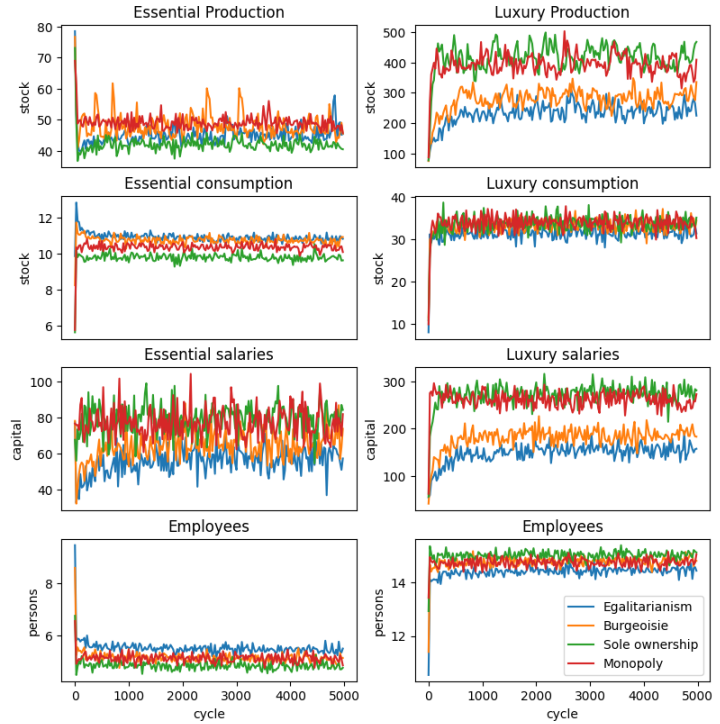 Essential Production
Luxury Production
stock
80
70
60
50
40
stock
500
400
300
200
100
Essential consumption
Luxury consumption
stock
12
10
8
6
stock
40
30
20
10
Essential salaries
Luxury salaries
capital
100
80
60
40
capital
300
200
100
Employees
Employees
persons
8
6
persons
14
12
Egalitarianism
Burgeoisie
Sole ownership
Monopoly
0 1000 2000 3000 4000 5000
0 1000 2000 3000 4000 5000
cycle
cycle